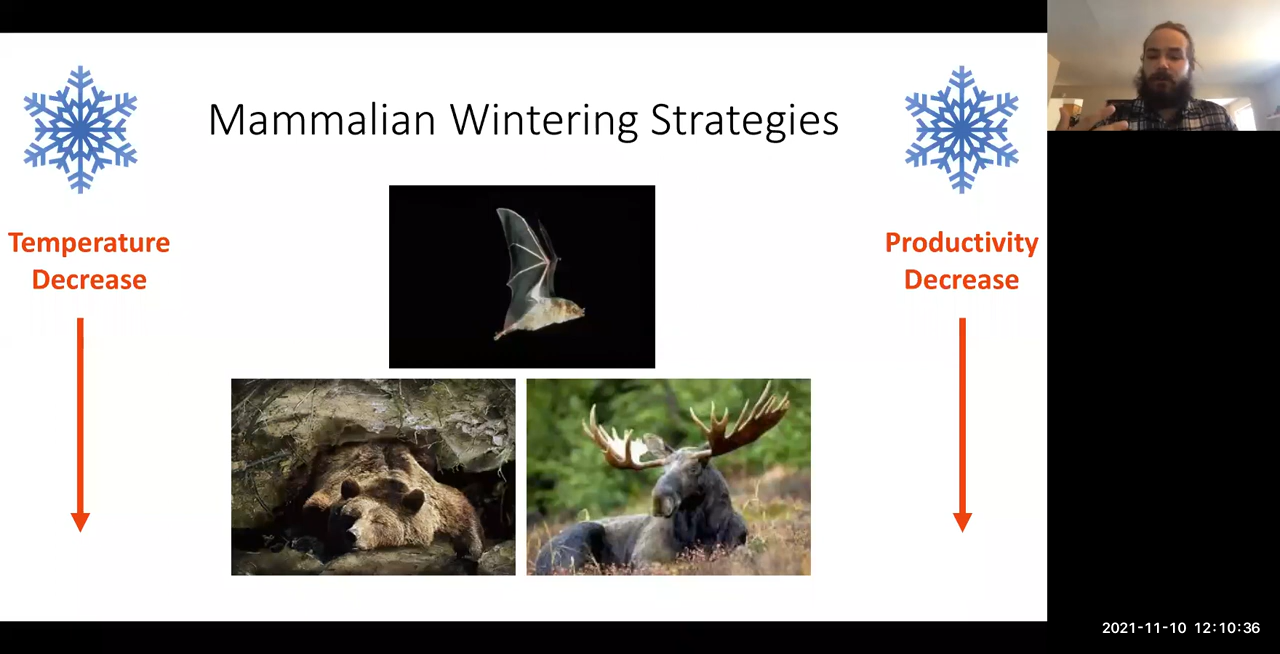 Mammalian Wintering Strategies
Temperature
Decrease
Productivity
Decrease
2021-11-10 12:10:36